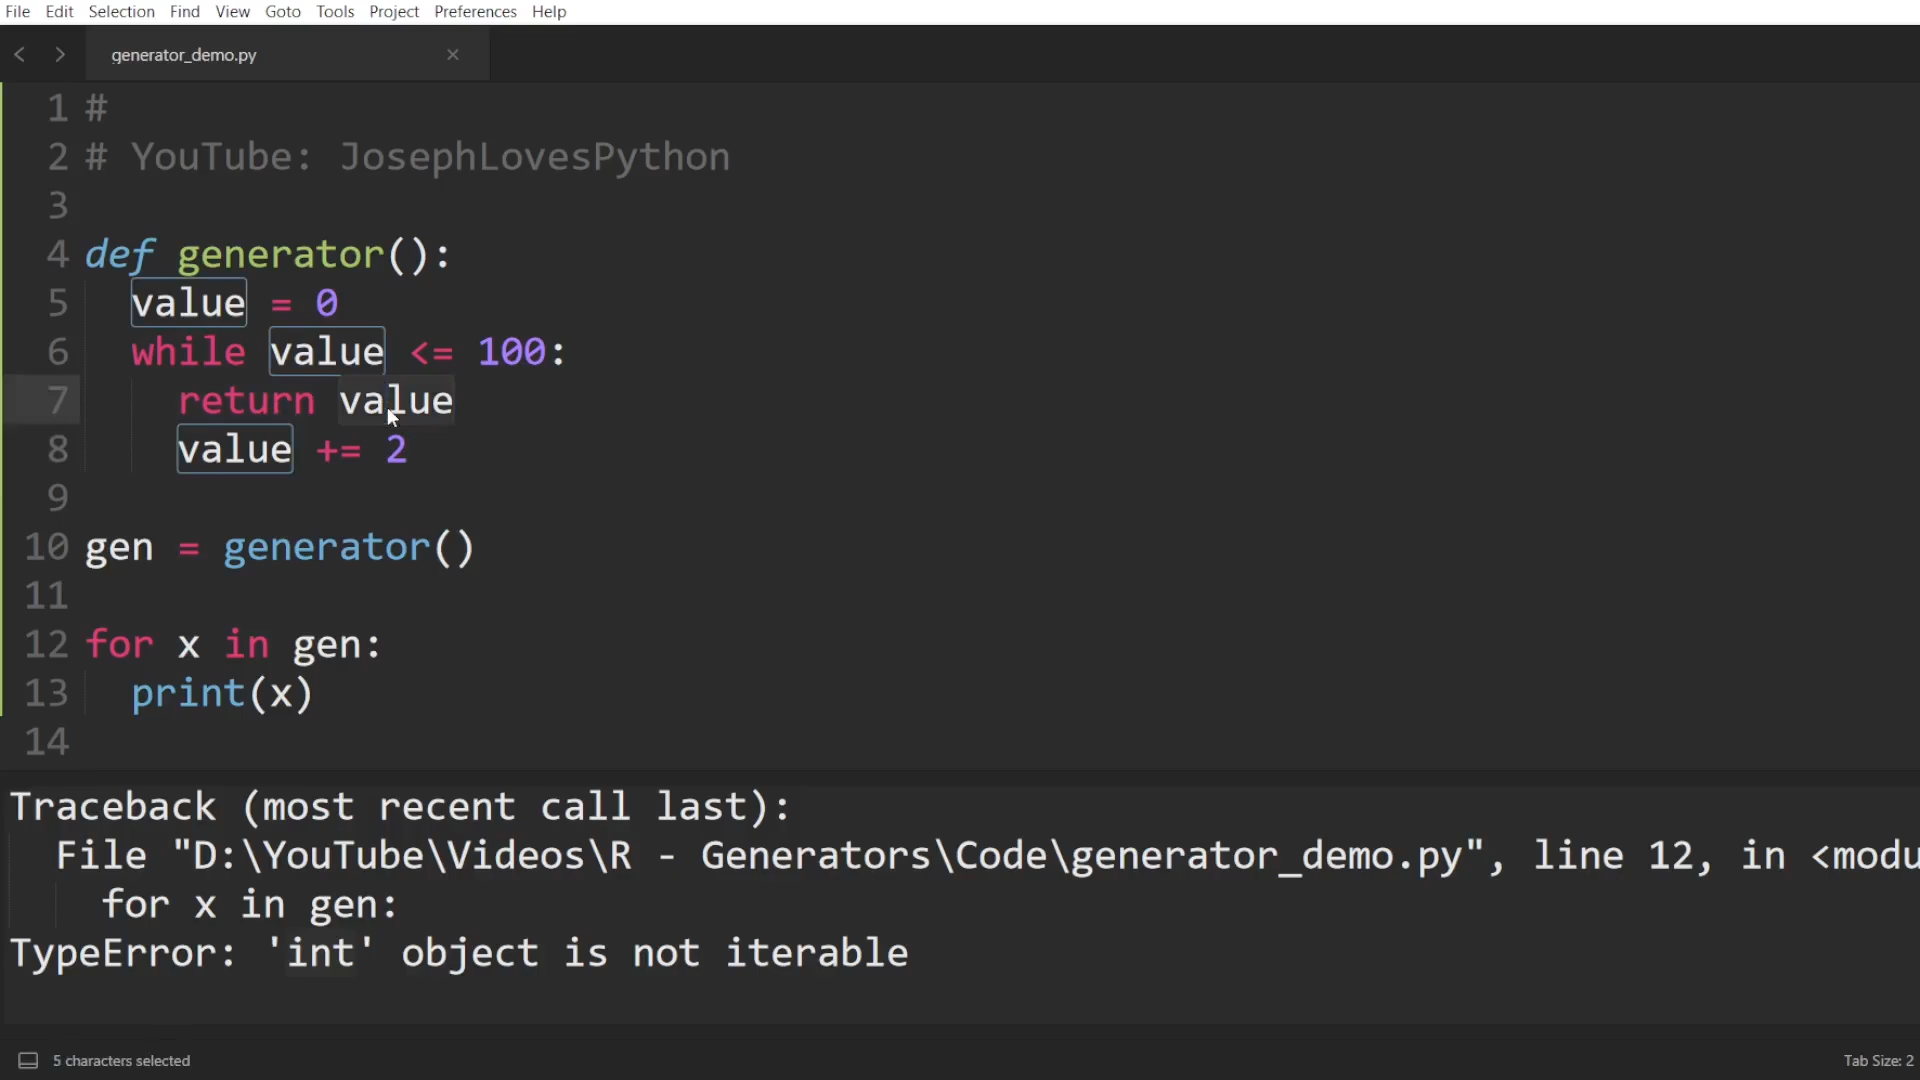 File Edit Selection Find View Goto Tools Project Preferences Help
generator_demo.py
1 #
2 # YouTube: JosephLovesPython
3
4 def generator():
5 value = 0
6 while value <= 100:
7 return value
8 value += 2
9
10 gen = generator()
11
12 for x in gen:
13 print(x)
14
Traceback (most recent call last):
File "D:\YouTube\Videos\R - Generators\Code\generator_demo.py", line 12, in <modu
for x in gen:
TypeError: 'int' object is not iterable
5 characters selected Tab Size: 2